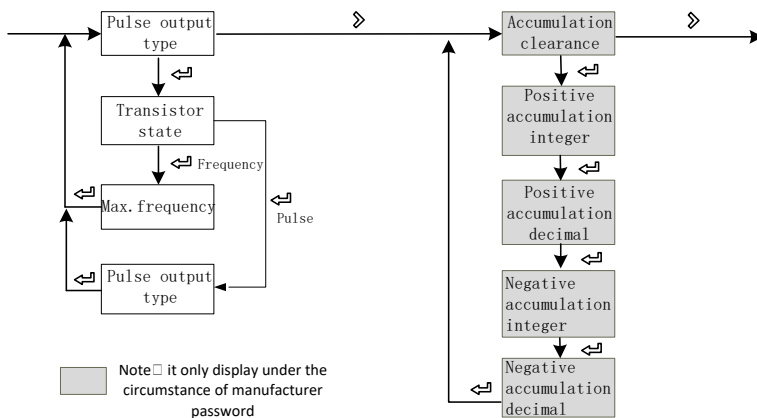 Pulse output
type
Transistor
state
Frequency
Max.frequency
Pulse
Pulse output
type
Accumulation
clearance
Positive
accumulation
integer
Positive
accumulation
decimal
Negative
accumulation
integer
Negative
accumulation
decimal
Note□ it only display under the
circumstance of manufacturer
password